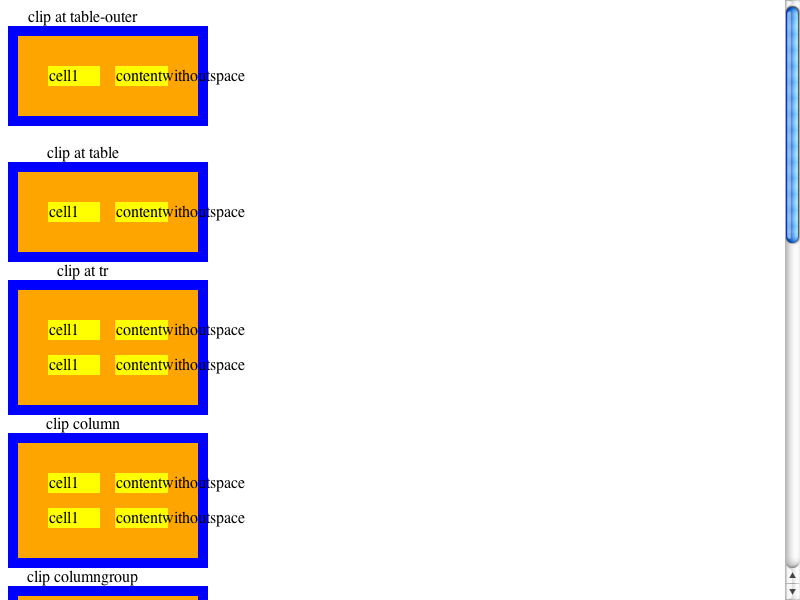 clip at table-outer
cell1 contentwithoutspace
clip at table
cell1 contentwithoutspace
clip at tr
cell1 contentwithoutspace
cell1 contentwithoutspace
clip column
cell1 contentwithoutspace
cell1 contentwithoutspace
clip columngroup